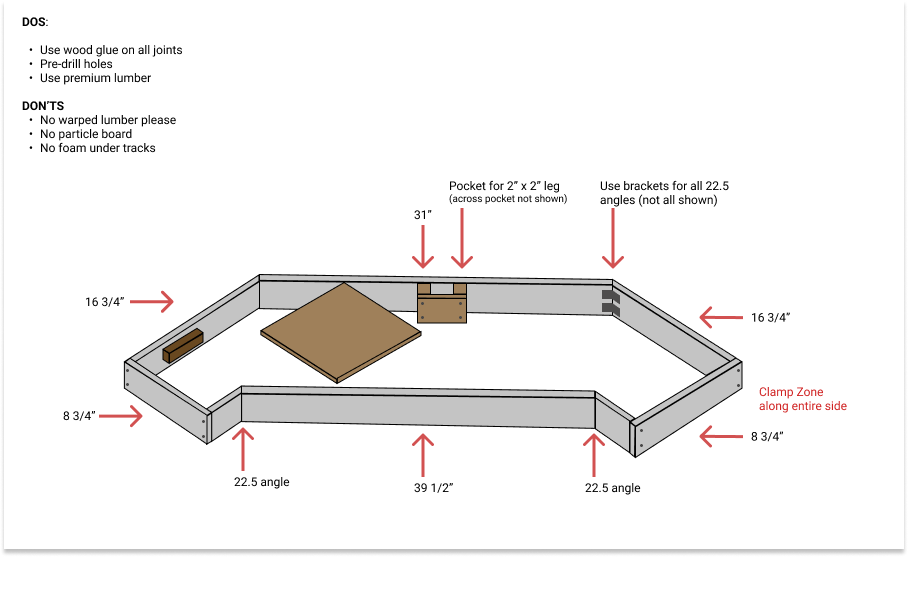 DOS:
• Use wood glue on all joints
• Pre-drill holes
• Use premium lumber
DON'TS
• No warped lumber please
• No particle board
• No foam under tracks
Pocket for 2” x 2” leg
(across pocket not shown)
Use brackets for all 22.5
angles (not all shown)
31”
16 3/4”
16 3/4”
Clamp Zone
along entire side
8 3/4”
8 3/4”
22.5 angle
39 1/2”
22.5 angle